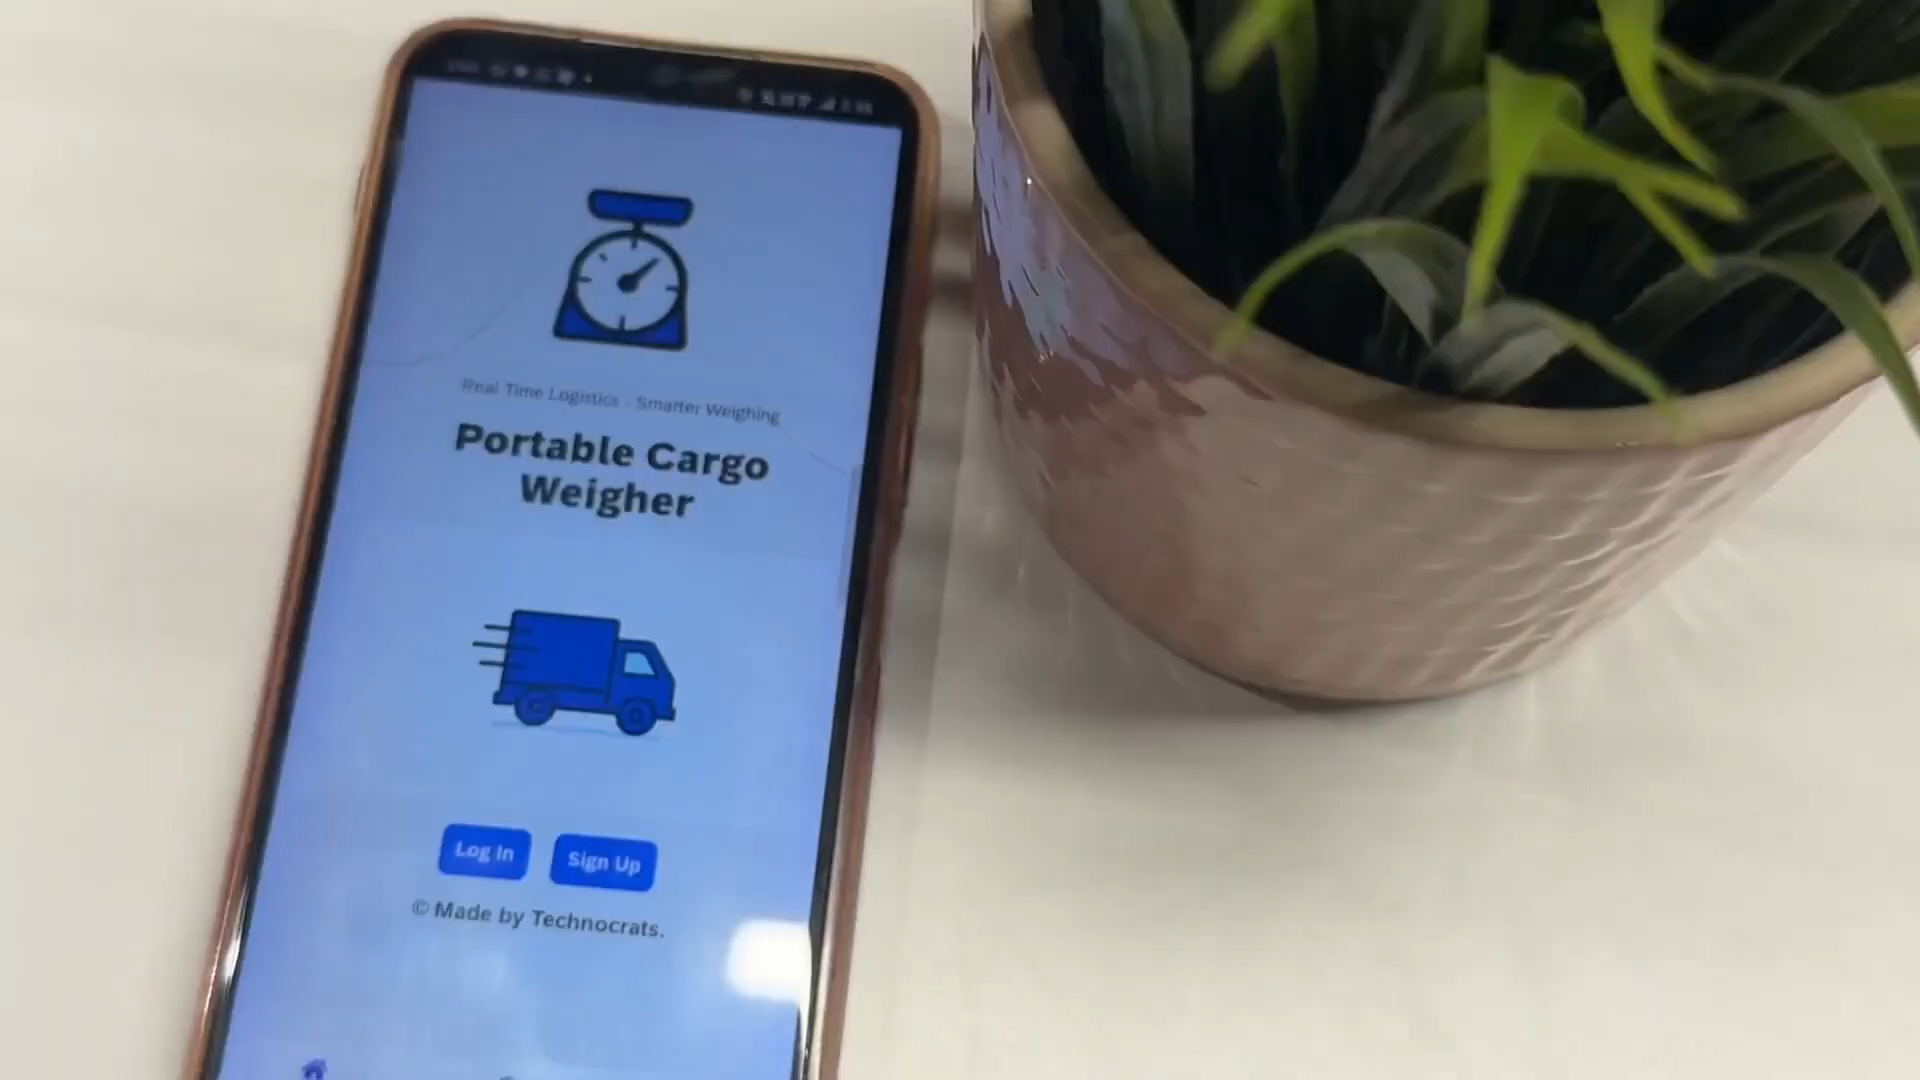 Real Time Logistics - Smarter Weighing
Portable Cargo
Weigher
Log In
Sign Up
© Made by Technocrats.